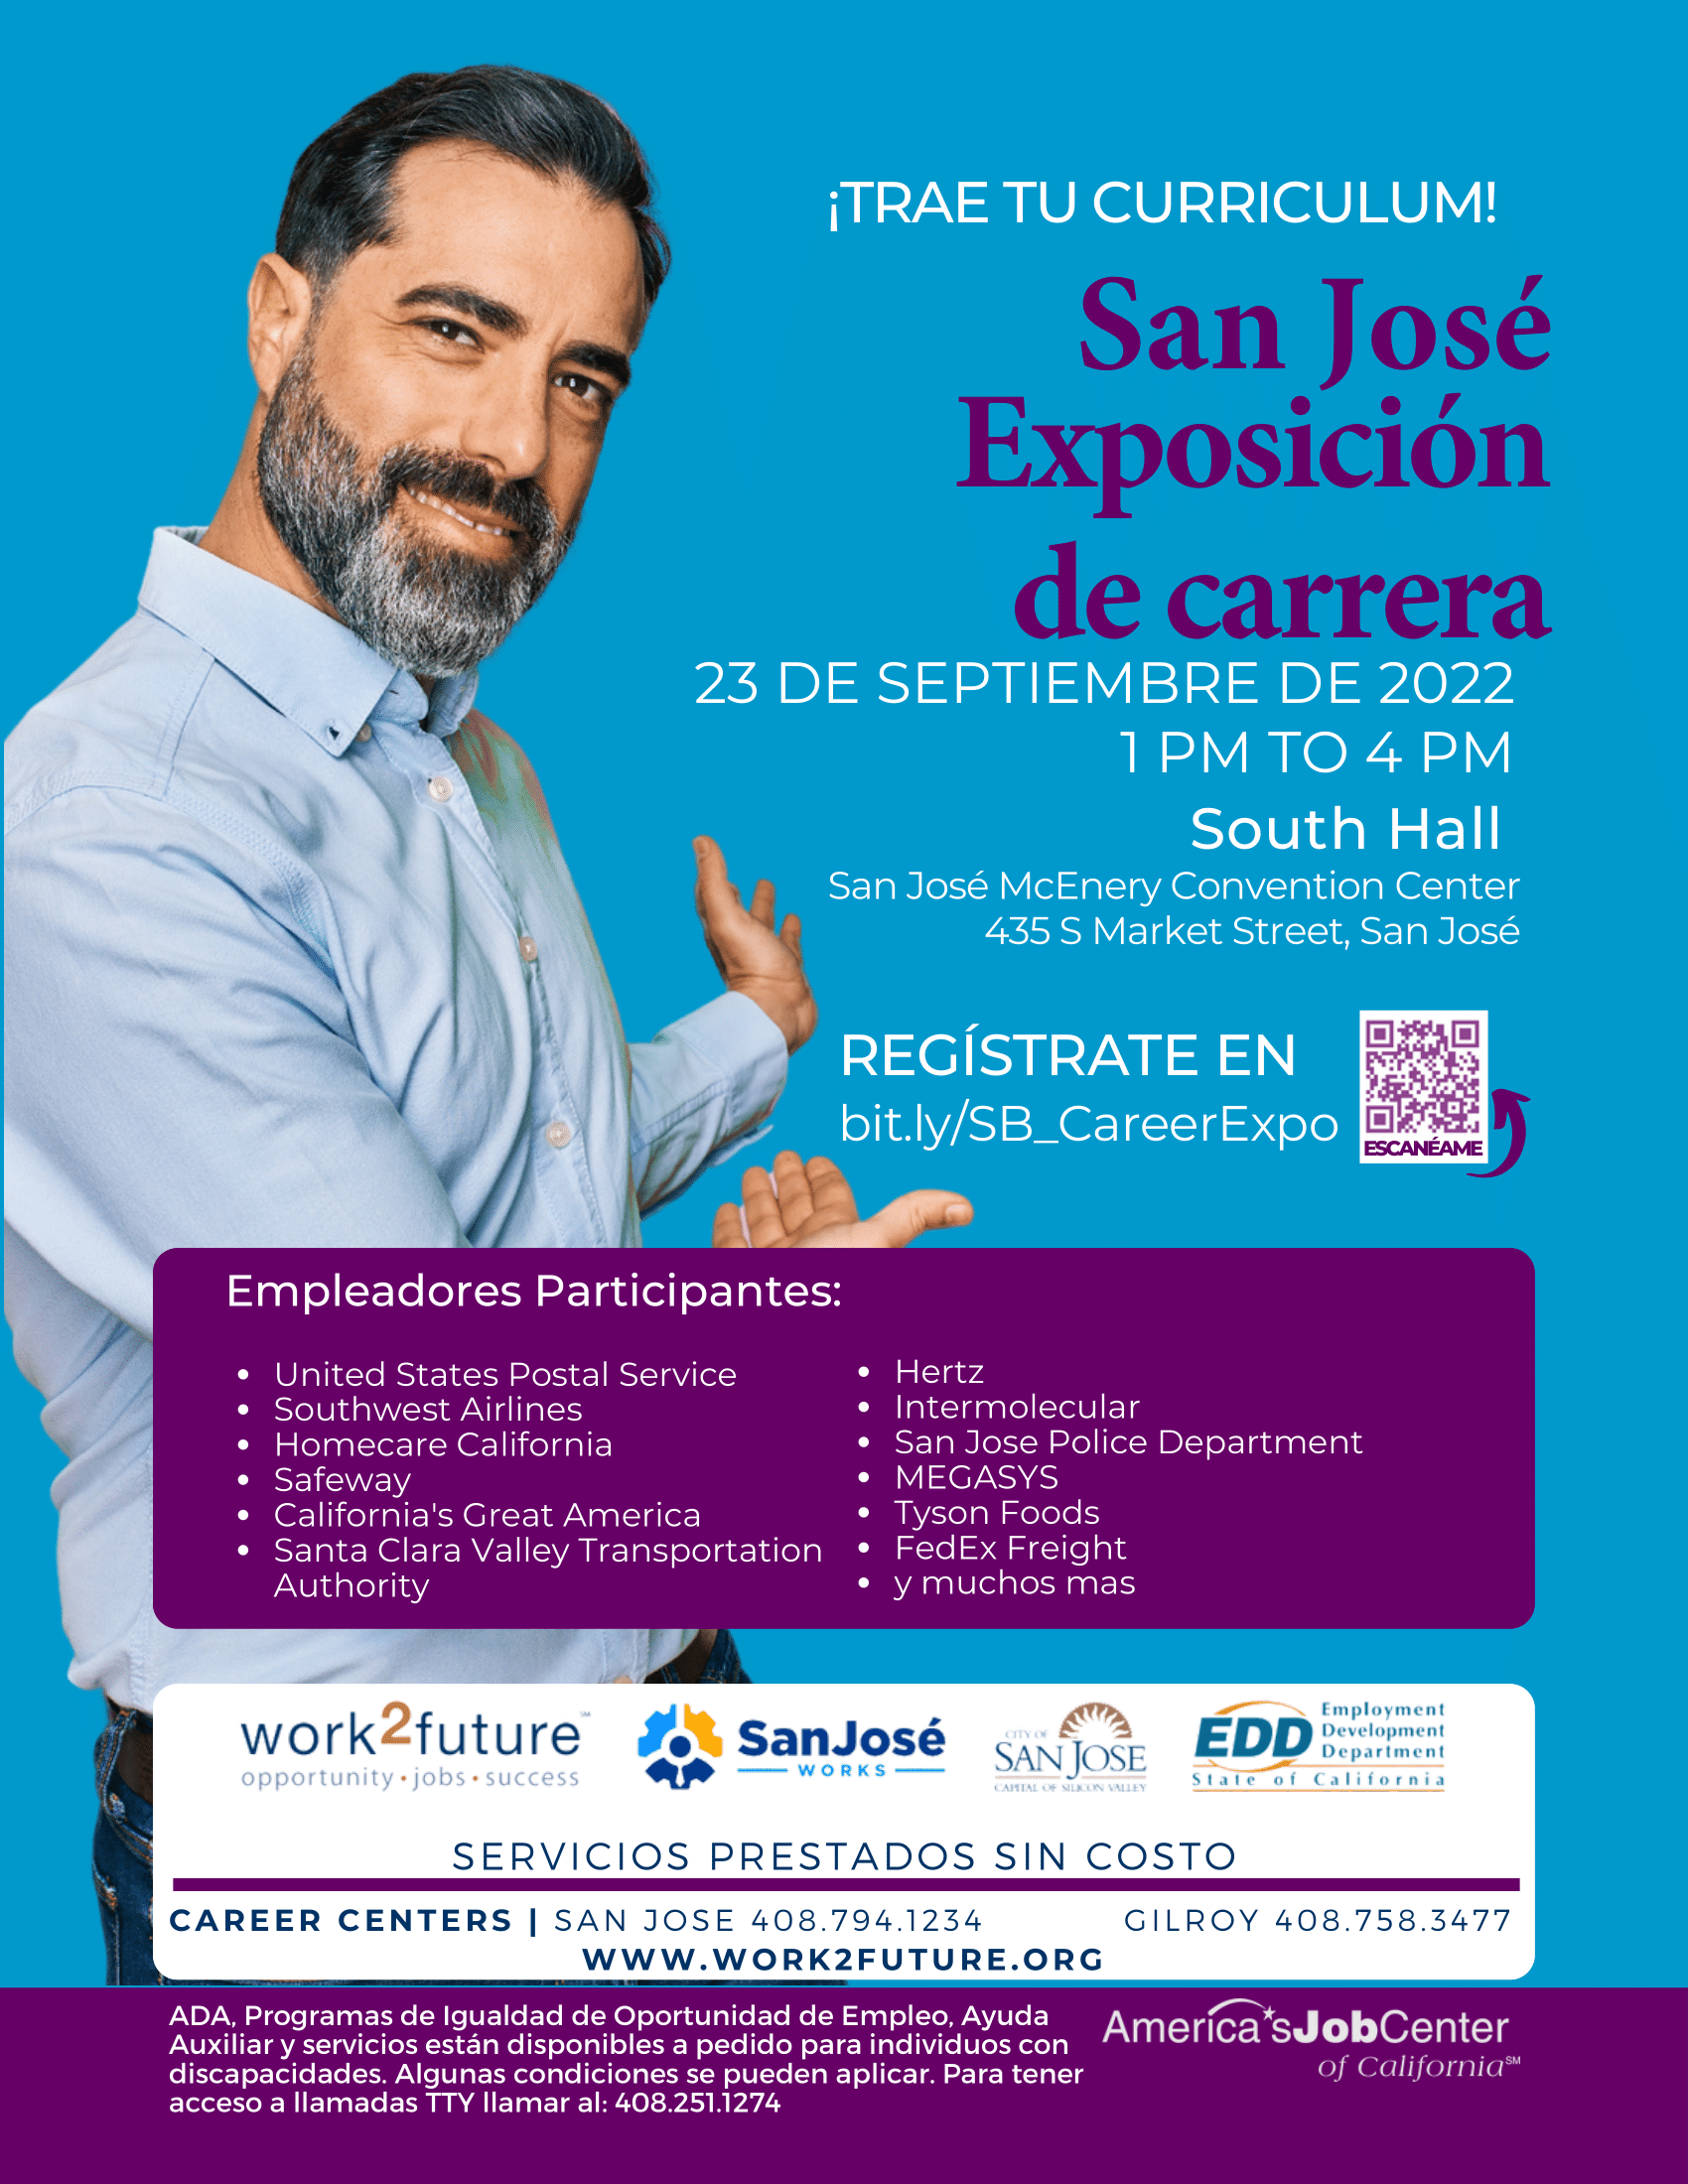 ¡TRAE TU CURRICULUM!
San José
Exposición
de carrera
23 DE SEPTIEMBRE DE 2022
1 PM TO 4 PM
South Hall
San José McEnery Convention Center
435 S Market Street, San José
REGÍSTRATE EN
bit.ly/SB_CareerExpo
ESCANÉAME
Empleadores Participantes:
• United States Postal Service
• Southwest Airlines
• Homecare California
• Safeway
• California's Great America
• Santa Clara Valley Transportation
Authority
• Hertz
• Intermolecular
• San Jose Police Department
• MEGASYS
• Tyson Foods
• FedEx Freight
• y muchos mas
work2future℠
opportunity • jobs • success
SanJosé
WORKS
CITY OF
SAN JOSE
CAPITAL OF SILICON VALLEY
EDD
Employment
Development
Department
State of California
SERVICIOS PRESTADOS SIN COSTO
CAREER CENTERS | SAN JOSE 408.794.1234 GILROY 408.758.3477
WWW.WORK2FUTURE.ORG
ADA, Programas de Igualdad de Oportunidad de Empleo, Ayuda
Auxiliar y servicios están disponibles a pedido para individuos con
discapacidades. Algunas condiciones se pueden aplicar. Para tener
acceso a llamadas TTY llamar al: 408.251.1274
America'sJobCenter
of California℠